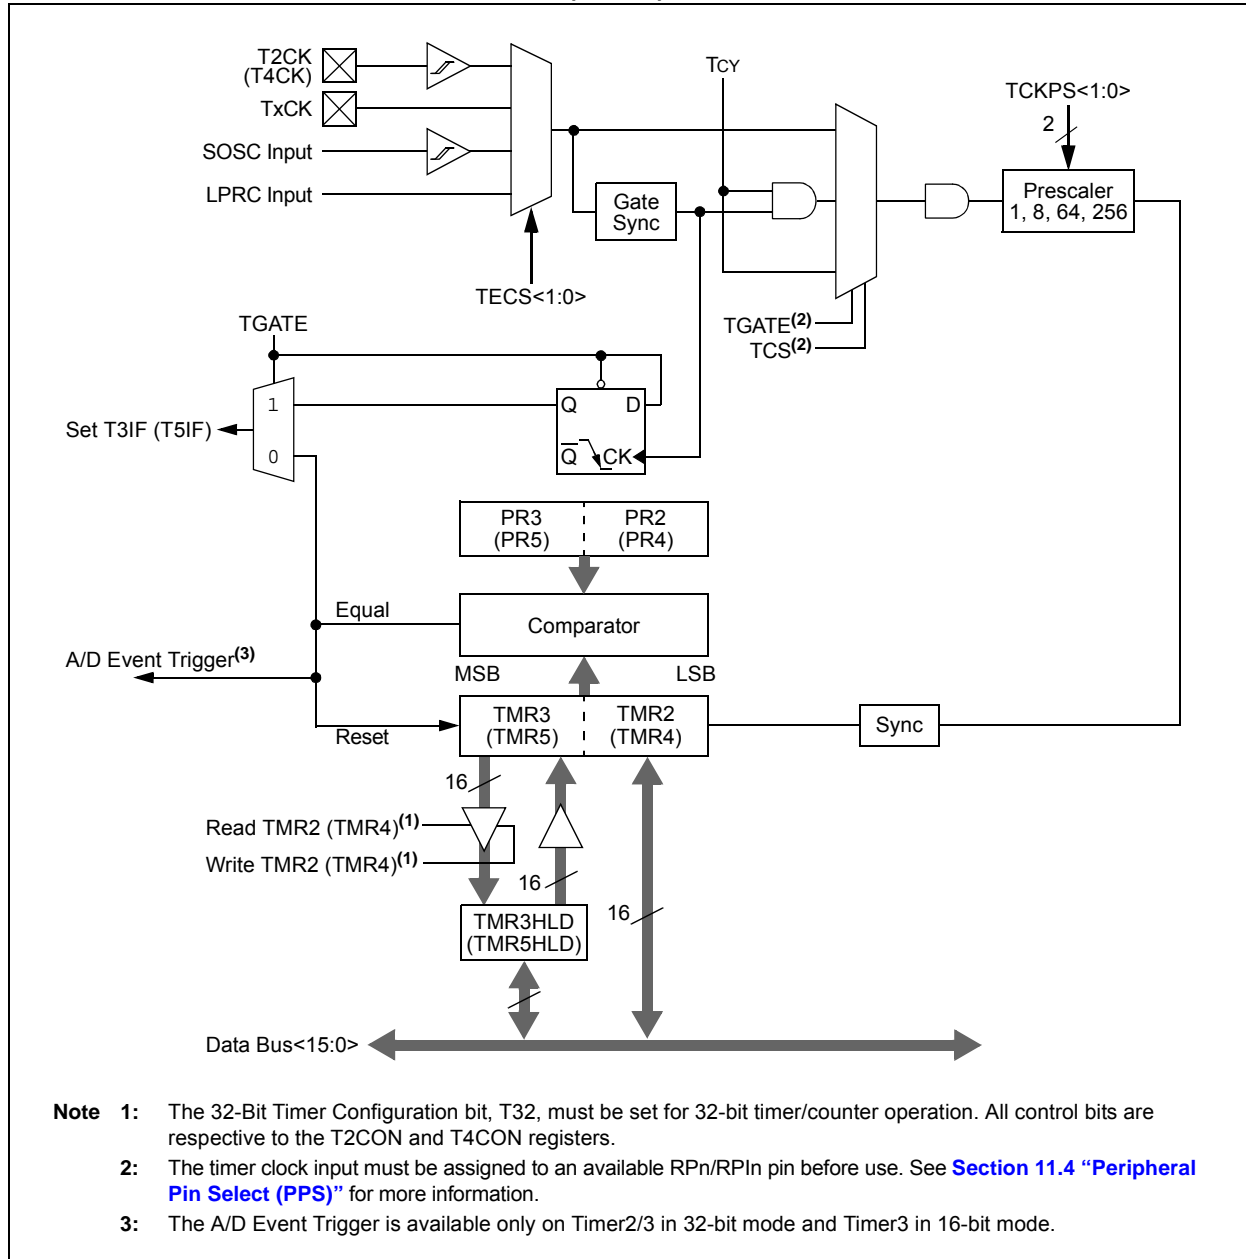 T2CK
(T4CK)
TxCK
SOSC Input
LPRC Input
TECS<1:0>
Gate
Sync
TCY
TCKPS<1:0>
2
Prescaler
1, 8, 64, 256
TGATE(2)
TCS(2)
TGATE
1
0
Set T3IF (T5IF)
Q D
Q CK
PR3
(PR5)
PR2
(PR4)
Equal
Comparator
A/D Event Trigger(3)
MSB
LSB
TMR3
(TMR5)
TMR2
(TMR4)
Reset
Sync
16
Read TMR2 (TMR4)(1)
Write TMR2 (TMR4)(1)
16
16
TMR3HLD
(TMR5HLD)
Data Bus<15:0>
Note 1: The 32-Bit Timer Configuration bit, T32, must be set for 32-bit timer/counter operation. All control bits are
respective to the T2CON and T4CON registers.
2: The timer clock input must be assigned to an available RPn/RPIn pin before use. See Section 11.4 “Peripheral
Pin Select (PPS)” for more information.
3: The A/D Event Trigger is available only on Timer2/3 in 32-bit mode and Timer3 in 16-bit mode.